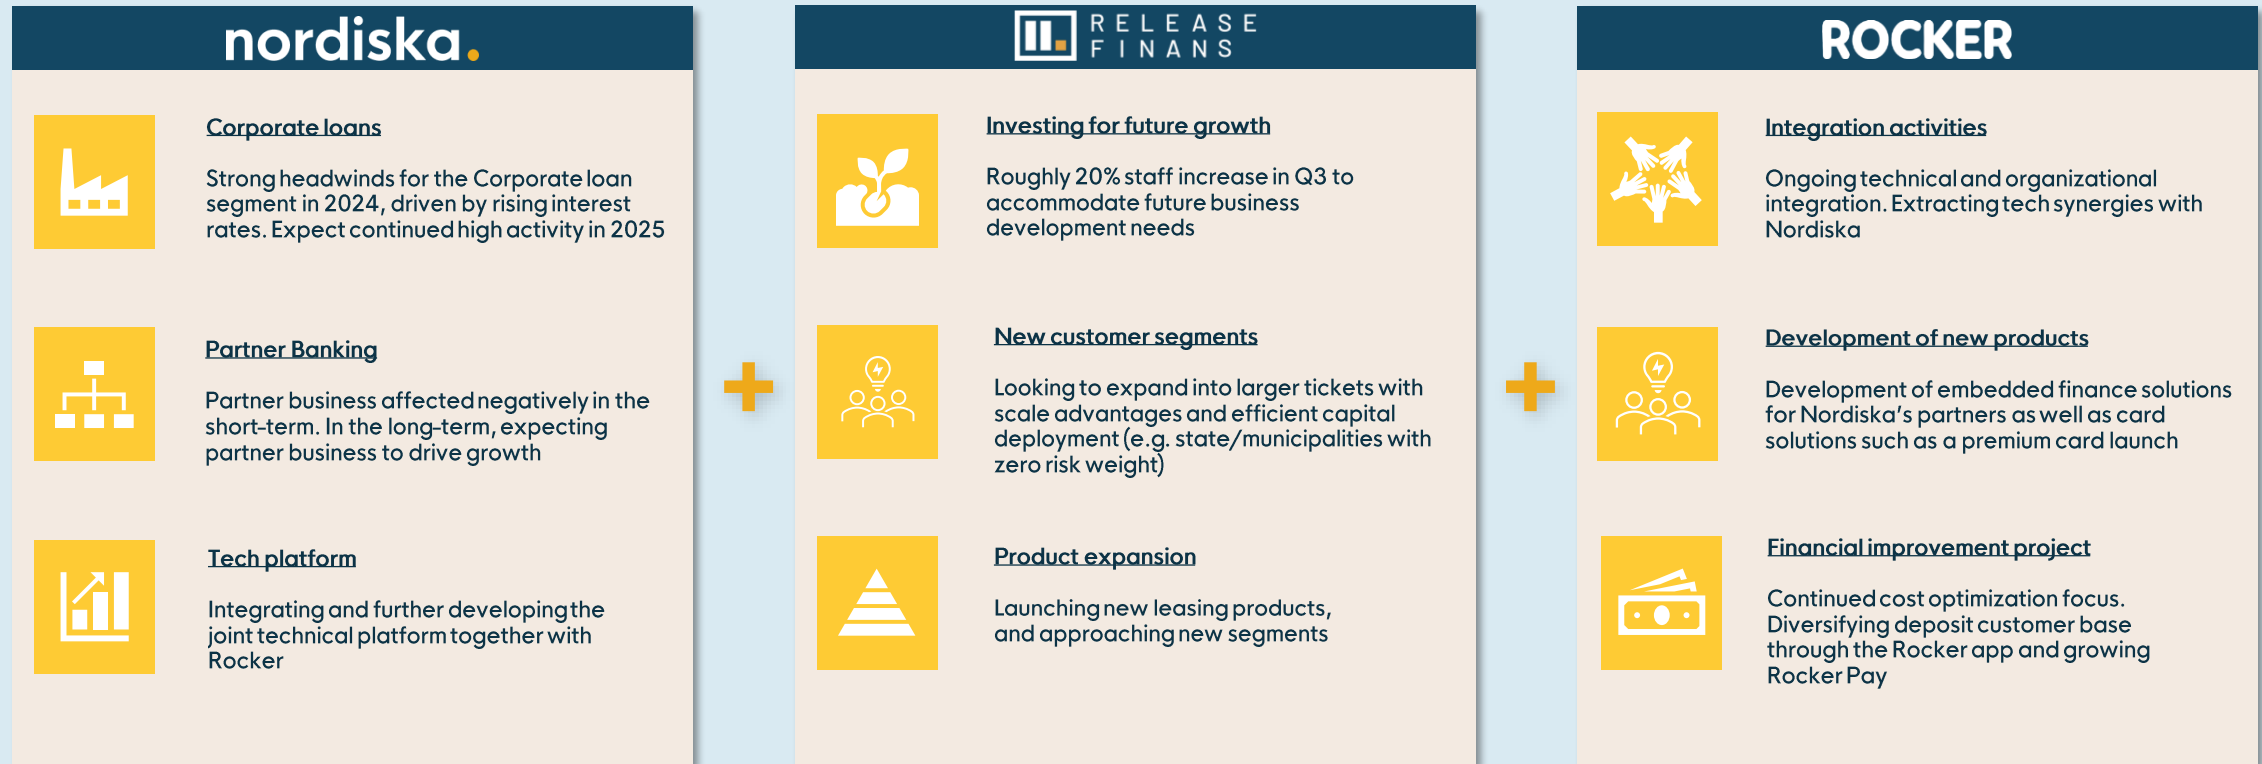 nordiska.
Corporate loans
Strong headwinds for the Corporate loan
segment in 2024, driven by rising interest
rates. Expect continued high activity in 2025
Partner Banking
Partner business affected negatively in the
short-term. In the long-term, expecting
partner business to drive growth
Tech platform
Integrating and further developing the
joint technical platform together with
Rocker
RELEASE
FINANS
Investing for future growth
Roughly 20% staff increase in Q3 to
accommodate future business
development needs
New customer segments
Looking to expand into larger tickets with
scale advantages and efficient capital
deployment (e.g. state/municipalities with
zero risk weight)
Product expansion
Launching new leasing products,
and approaching new segments
ROCKER
Integration activities
Ongoing technical and organizational
integration. Extracting tech synergies with
Nordiska
Development of new products
Development of embedded finance solutions
for Nordiska's partners as well as card
solutions such as a premium card launch
Financial improvement project
Continued cost optimization focus.
Diversifying deposit customer base
through the Rocker app and growing
Rocker Pay